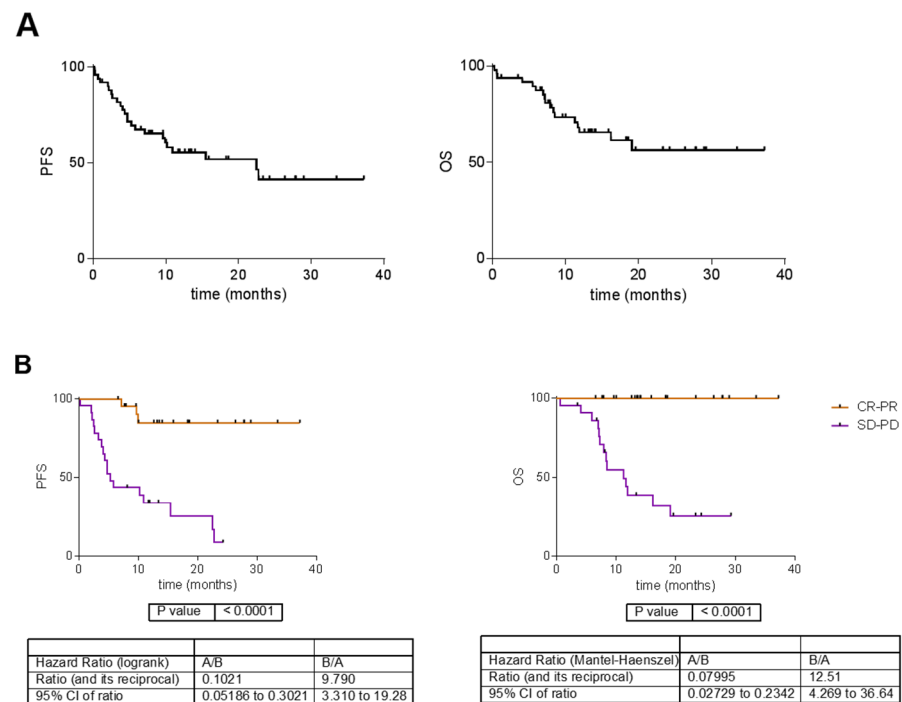 A
100
50
0
PFS
0 10 20 30 40
time (months)
100
50
0
OS
0 10 20 30 40
time (months)
B
100
50
0
PFS
0 10 20 30 40
time (months)
100
50
0
OS
0 10 20 30 40
time (months)
CR-PR
SD-PD
P value < 0.0001
Hazard Ratio (logrank) A/B B/A
Ratio (and its reciprocal) 0.1021 9.790
95% CI of ratio 0.05186 to 0.3021 3.310 to 19.28
P value < 0.0001
Hazard Ratio (Mantel-Haenszel) A/B B/A
Ratio (and its reciprocal) 0.07995 12.51
95% CI of ratio 0.02729 to 0.2342 4.269 to 36.64